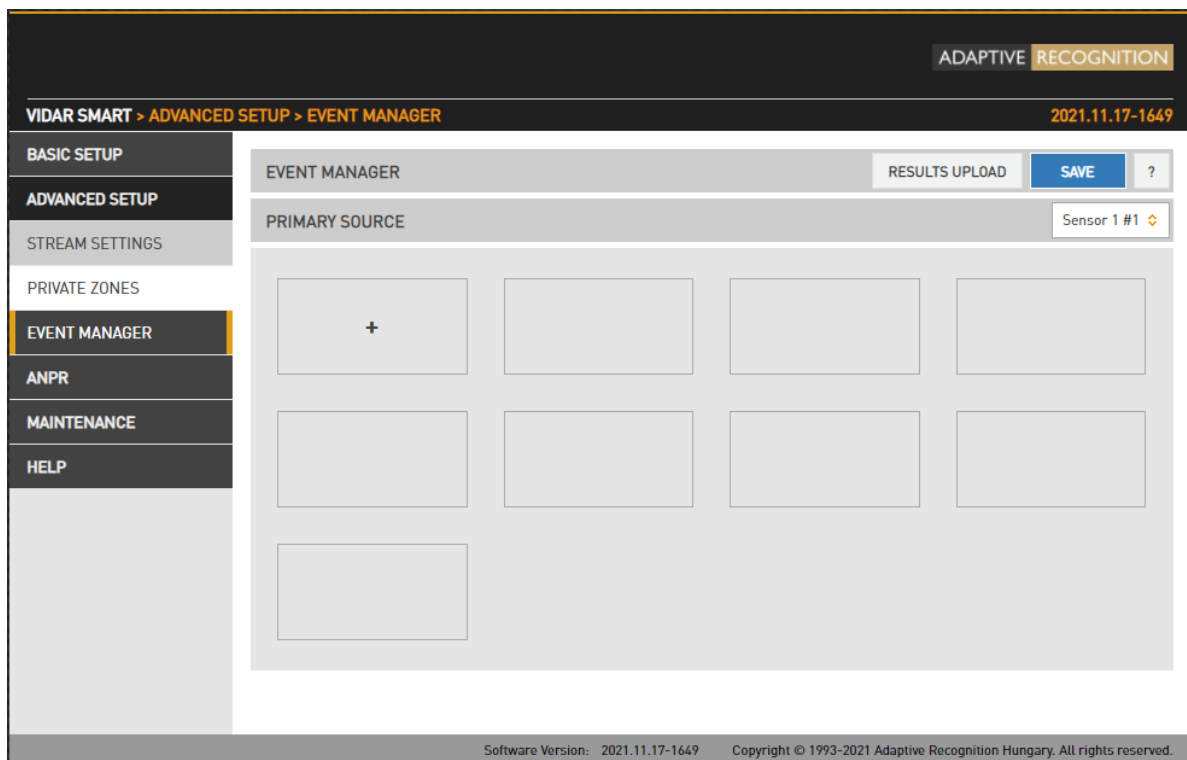 ADAPTIVE RECOGNITION
VIDAR SMART > ADVANCED SETUP > EVENT MANAGER 2021.11.17-1649
BASIC SETUP
ADVANCED SETUP
STREAM SETTINGS
PRIVATE ZONES
EVENT MANAGER
ANPR
MAINTENANCE
HELP
EVENT MANAGER RESULTS UPLOAD SAVE ?
PRIMARY SOURCE Sensor 1 #1
+
Software Version: 2021.11.17-1649 Copyright © 1993-2021 Adaptive Recognition Hungary. All rights reserved.